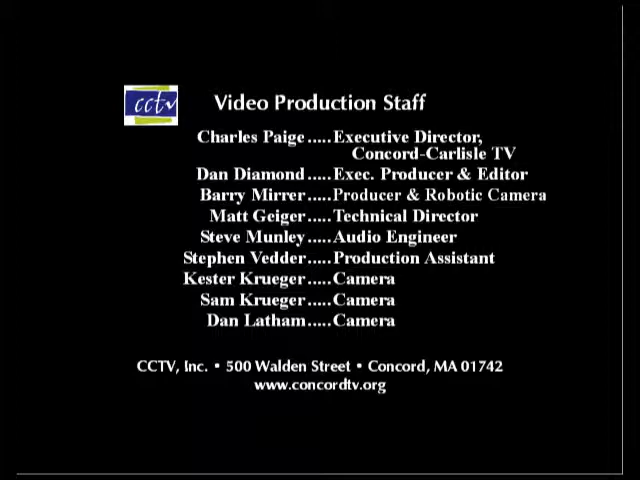 cctv
Video Production Staff
Charles Paige.....Executive Director,
Concord-Carlisle TV
Dan Diamond.....Exec. Producer & Editor
Barry Mirrer.....Producer & Robotic Camera
Matt Geiger.....Technical Director
Steve Munley.....Audio Engineer
Stephen Vedder.....Production Assistant
Kester Krueger.....Camera
Sam Krueger.....Camera
Dan Latham.....Camera
CCTV, Inc. • 500 Walden Street • Concord, MA 01742
www.concordtv.org